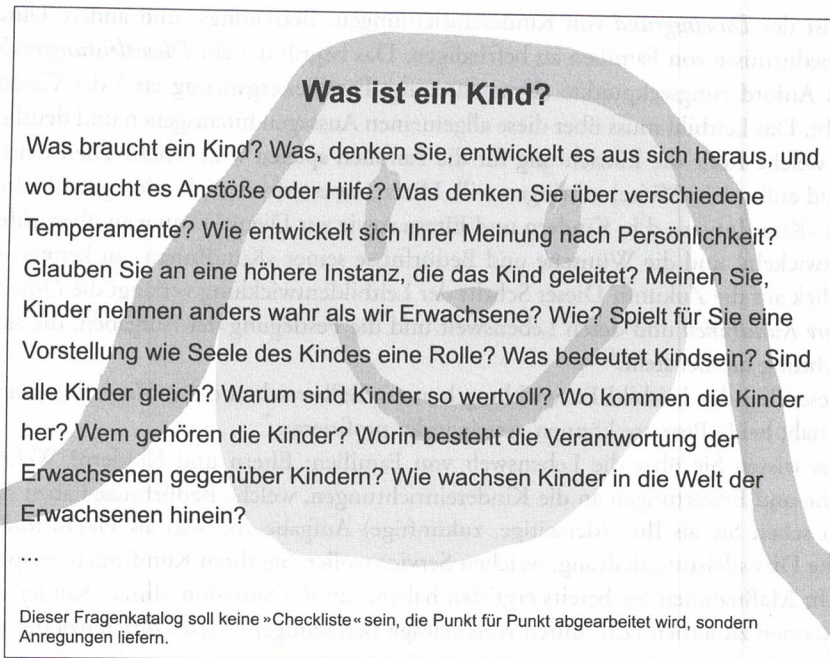 Was ist ein Kind?
Was braucht ein Kind? Was, denken Sie, entwickelt es aus sich heraus, und
wo braucht es Anstöße oder Hilfe? Was denken Sie über verschiedene
Temperamente? Wie entwickelt sich Ihrer Meinung nach Persönlichkeit?
Glauben Sie an eine höhere Instanz, die das Kind geleitet? Meinen Sie,
Kinder nehmen anders wahr als wir Erwachsene? Wie? Spielt für Sie eine
Vorstellung wie Seele des Kindes eine Rolle? Was bedeutet Kindsein? Sind
alle Kinder gleich? Warum sind Kinder so wertvoll? Wo kommen die Kinder
her? Wem gehören die Kinder? Worin besteht die Verantwortung der
Erwachsenen gegenüber Kindern? Wie wachsen Kinder in die Welt der
Erwachsenen hinein?
...
Dieser Fragenkatalog soll keine »Checkliste« sein, die Punkt für Punkt abgearbeitet wird, sondern
Anregungen liefern.